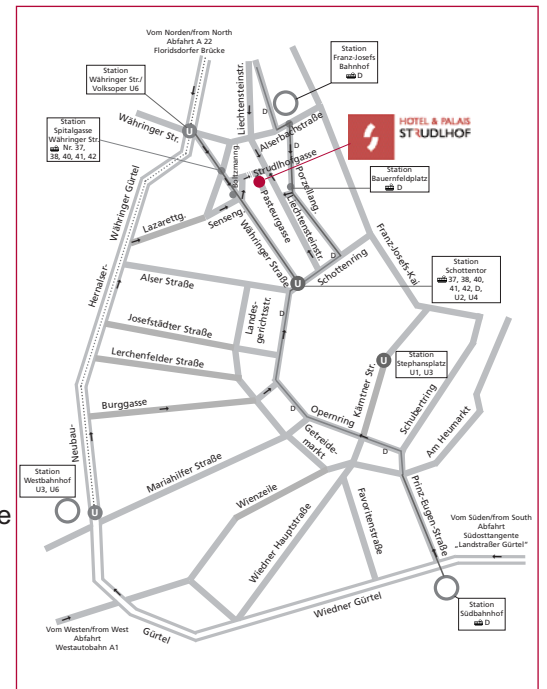 Vom Norden/from North
Abfahrt A 22
Floridsdorfer Brücke
Station
Währinger Str./
Volksoper U6
Station
Franz-Josefs
Bahnhof
D
Station
Spitalgasse
Währinger Str.
Nr. 37,
38, 40, 41, 42
Währinger Str.
Liechtensteinstr.
D
Alserbachstraße
D
HOTEL & PALAIS
STRUDLHOF
Boltzmanng.
Strudlhofgasse
Porzellang.
Station
Bauernfeldplatz
D
Währinger Gürtel
Lazarettg.
Senseng.
Pasteurgasse
Liechtensteinstr.
Währinger Straße
Schottenring
Franz-Josefs-Kai
Station
Schottentor
37, 38, 40,
41, 42, D,
U2, U4
Hernalser-
Alser Straße
Landes-
gerichtsstr.
D
Josefstädter Straße
Lerchenfelder Straße
Station
Stephansplatz
U1, U3
Kärntner Str.
Schubertring
Am Heumarkt
Burggasse
D
Opernring
D
Getreide-
markt
Neubau-
Mariahilfer Straße
Station
Westbahnhof
U3, U6
U
U
U
U
e
Wienzeile
Wiedner Hauptstraße
Favoritenstraße
Prinz-Eugen-Straße
Vom Süden/from South
Abfahrt
Südosttangente
„Landstraßer Gürtel"
Wiedner Gürtel
Station
Südbahnhof
D
Gürtel
Vom Westen/from West
Abfahrt
Westautobahn A1